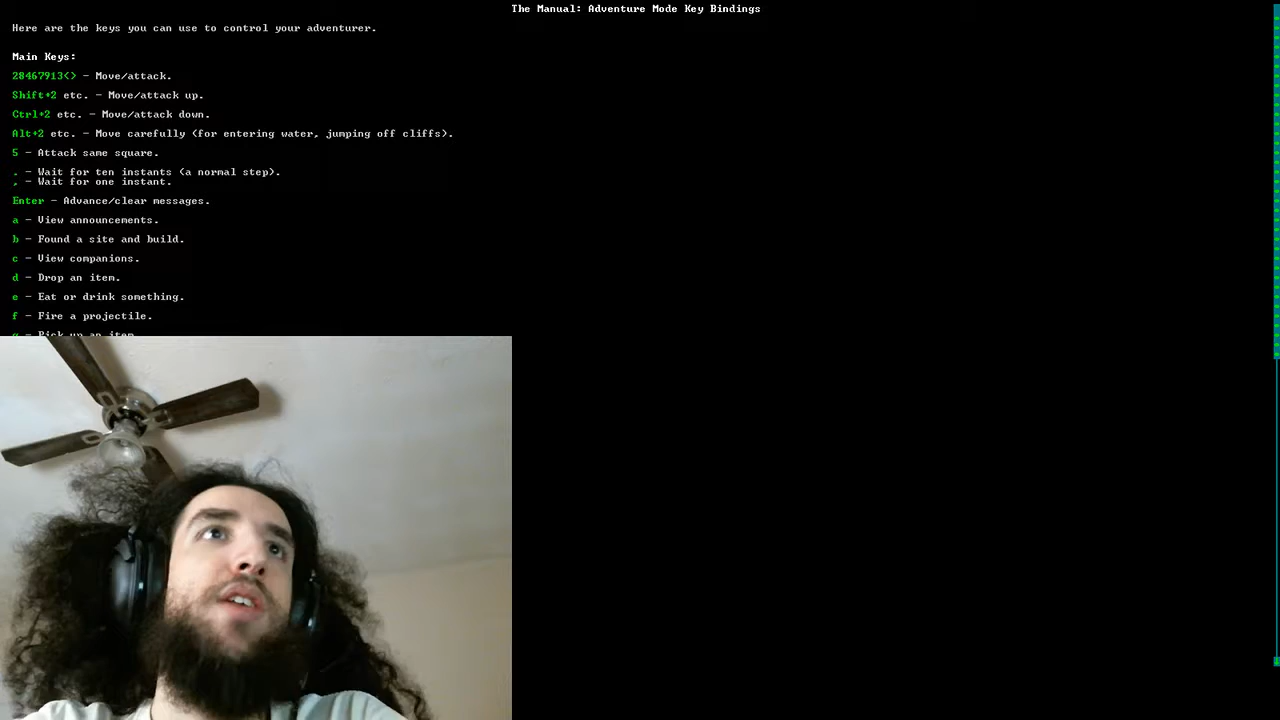 The Manual: Adventure Mode Key Bindings
Here are the keys you can use to control your adventurer.
Main Keys:
28467913<> - Move/attack.
Shift+2 etc. - Move/attack up.
Ctrl+2 etc. - Move/attack down.
Alt+2 etc. - Move carefully (for entering water, jumping off cliffs).
5 - Attack same square.
. - Wait for ten instants (a normal step).
, - Wait for one instant.
Enter - Advance/clear messages.
a - View announcements.
b - Found a site and build.
c - View companions.
d - Drop an item.
e - Eat or drink something.
f - Fire a projectile.
g - Pick up an item.